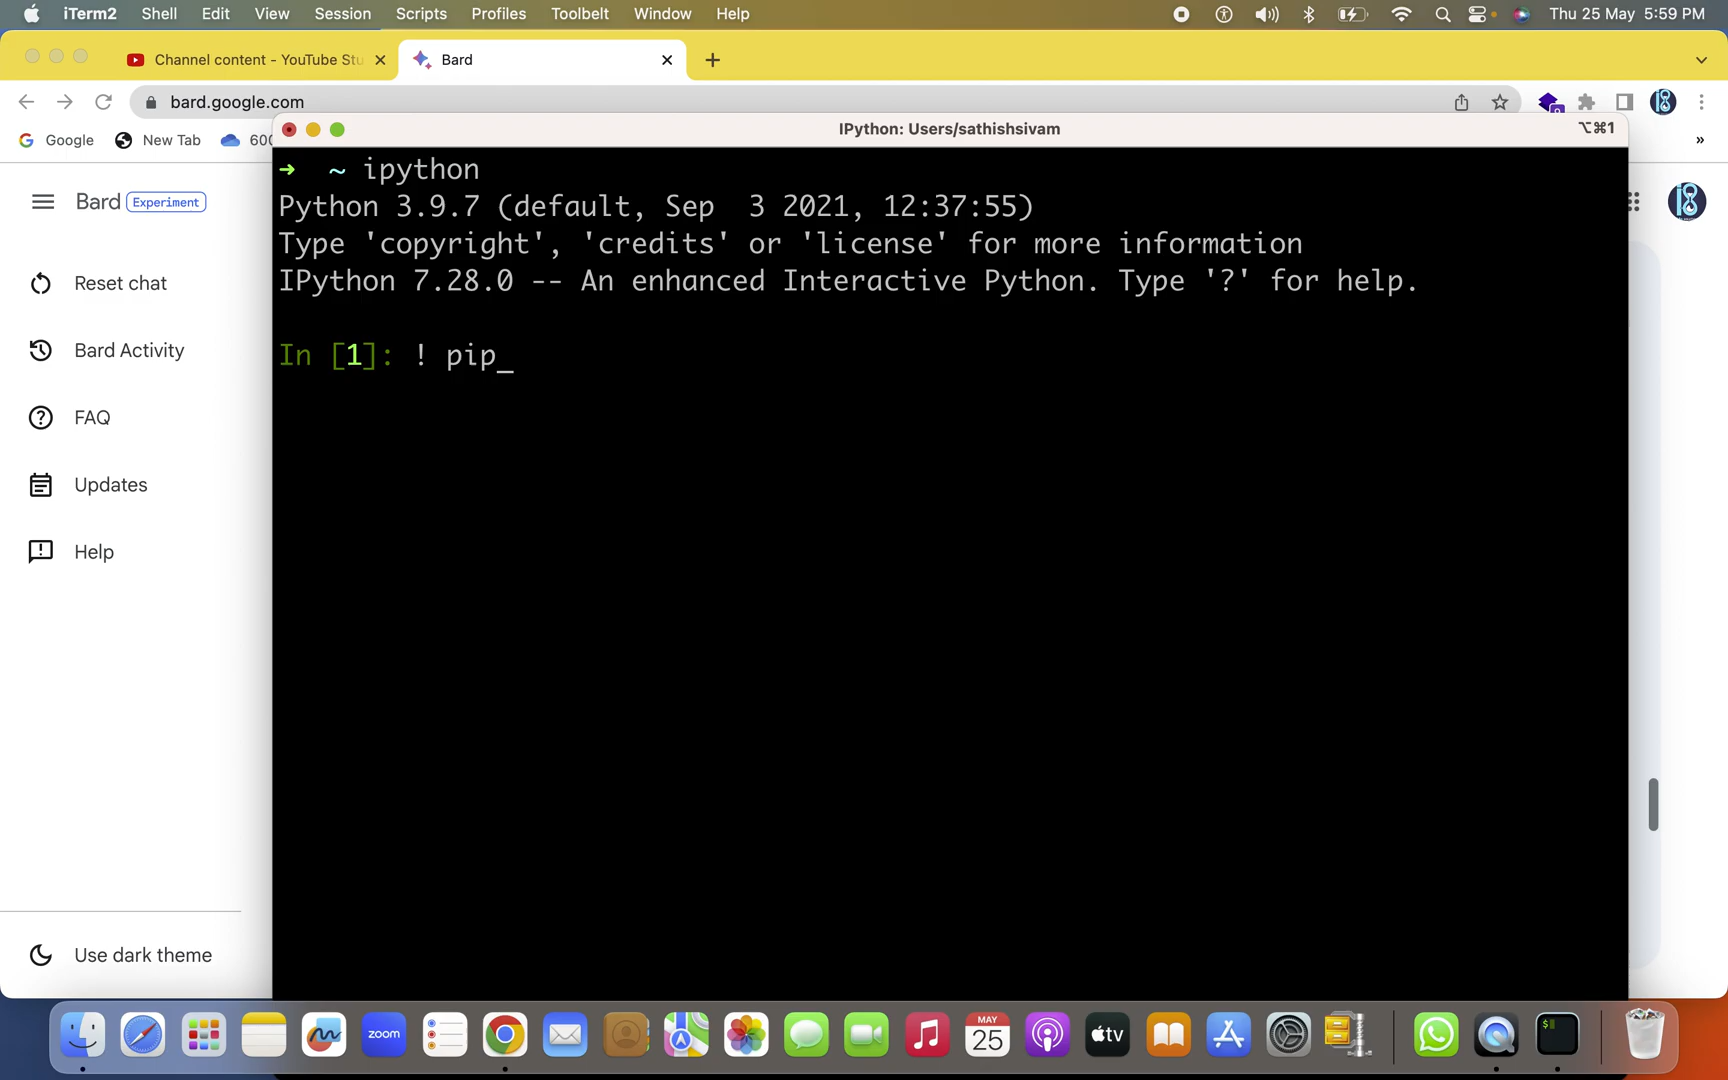 iTerm2 Shell Edit View Session Scripts Profiles Toolbelt Window Help Thu 25 May 5:59 PM
Channel content - YouTube Stu Bard
bard.google.com
Google New Tab 600 IPython: Users/sathishsivam ⌥⌘1 »
Bard Experiment
Reset chat
Bard Activity
FAQ
Updates
Help
Use dark theme
➜ ~ ipython
Python 3.9.7 (default, Sep  3 2021, 12:37:55)
Type 'copyright', 'credits' or 'license' for more information
IPython 7.28.0 -- An enhanced Interactive Python. Type '?' for help.
In [1]: ! pip_
zoom MAY tv $
25